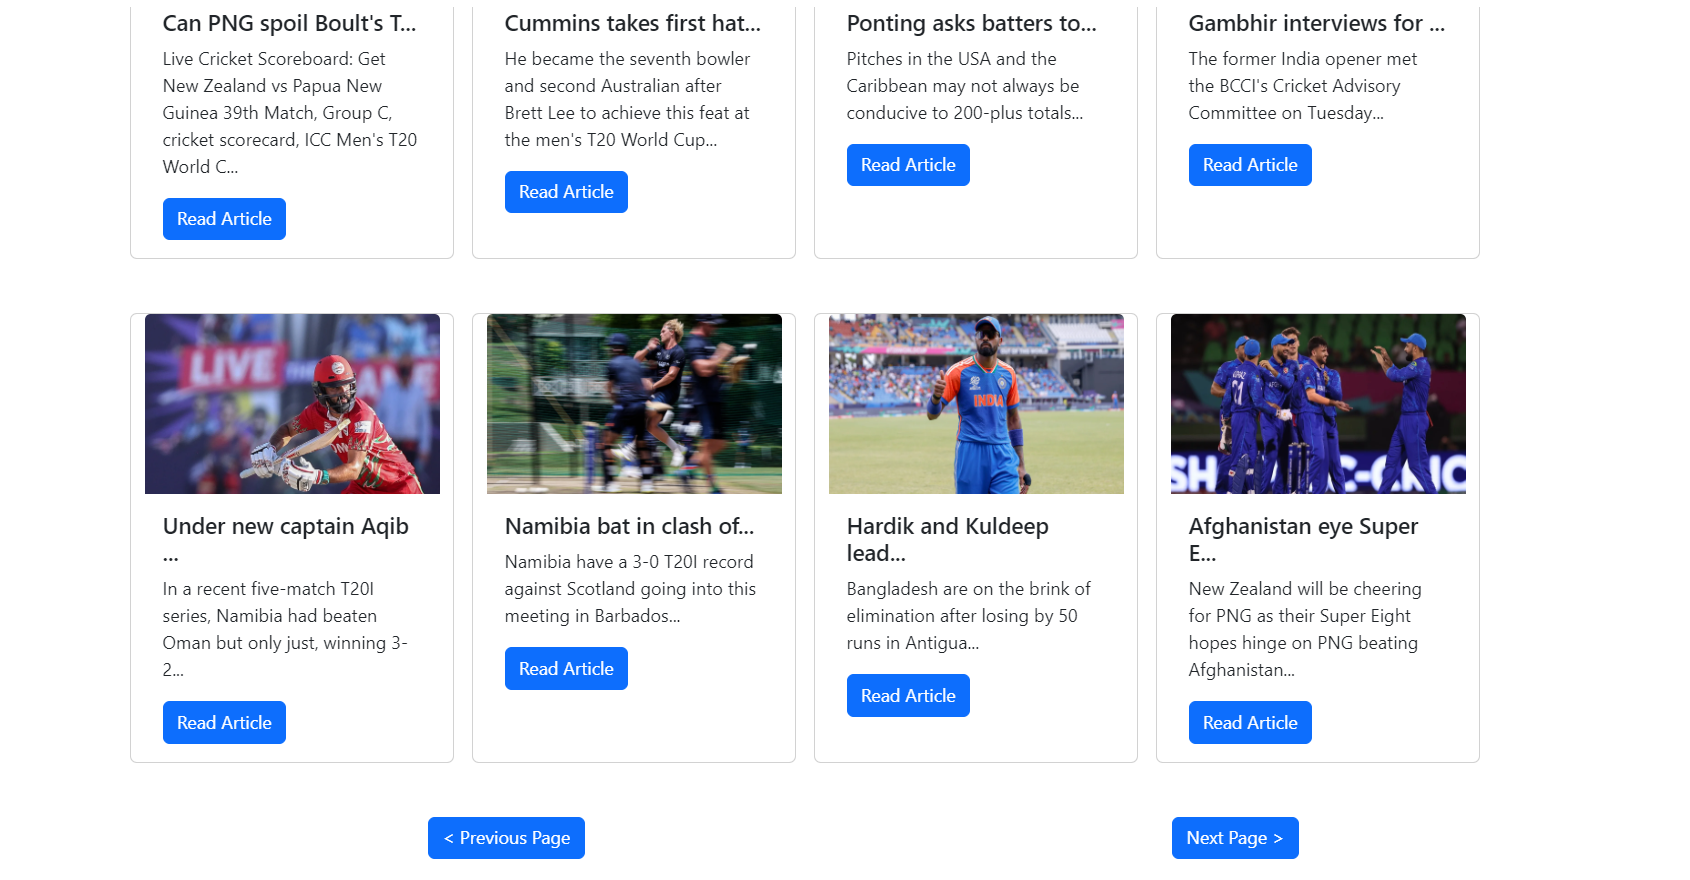 Can PNG spoil Boult's T...
Live Cricket Scoreboard: Get
New Zealand vs Papua New
Guinea 39th Match, Group C,
cricket scorecard, ICC Men's T20
World C...
Read Article
Cummins takes first hat...
He became the seventh bowler
and second Australian after
Brett Lee to achieve this feat at
the men's T20 World Cup...
Read Article
Ponting asks batters to...
Pitches in the USA and the
Caribbean may not always be
conducive to 200-plus totals...
Read Article
Gambhir interviews for ...
The former India opener met
the BCCI's Cricket Advisory
Committee on Tuesday...
Read Article
LIVE
Under new captain Aqib
...
In a recent five-match T20I
series, Namibia had beaten
Oman but only just, winning 3-
2...
Read Article
Namibia bat in clash of...
Namibia have a 3-0 T20I record
against Scotland going into this
meeting in Barbados...
Read Article
INDIA
Hardik and Kuldeep
lead...
Bangladesh are on the brink of
elimination after losing by 50
runs in Antigua...
Read Article
Afghanistan eye Super
E...
New Zealand will be cheering
for PNG as their Super Eight
hopes hinge on PNG beating
Afghanistan...
Read Article
< Previous Page
Next Page >